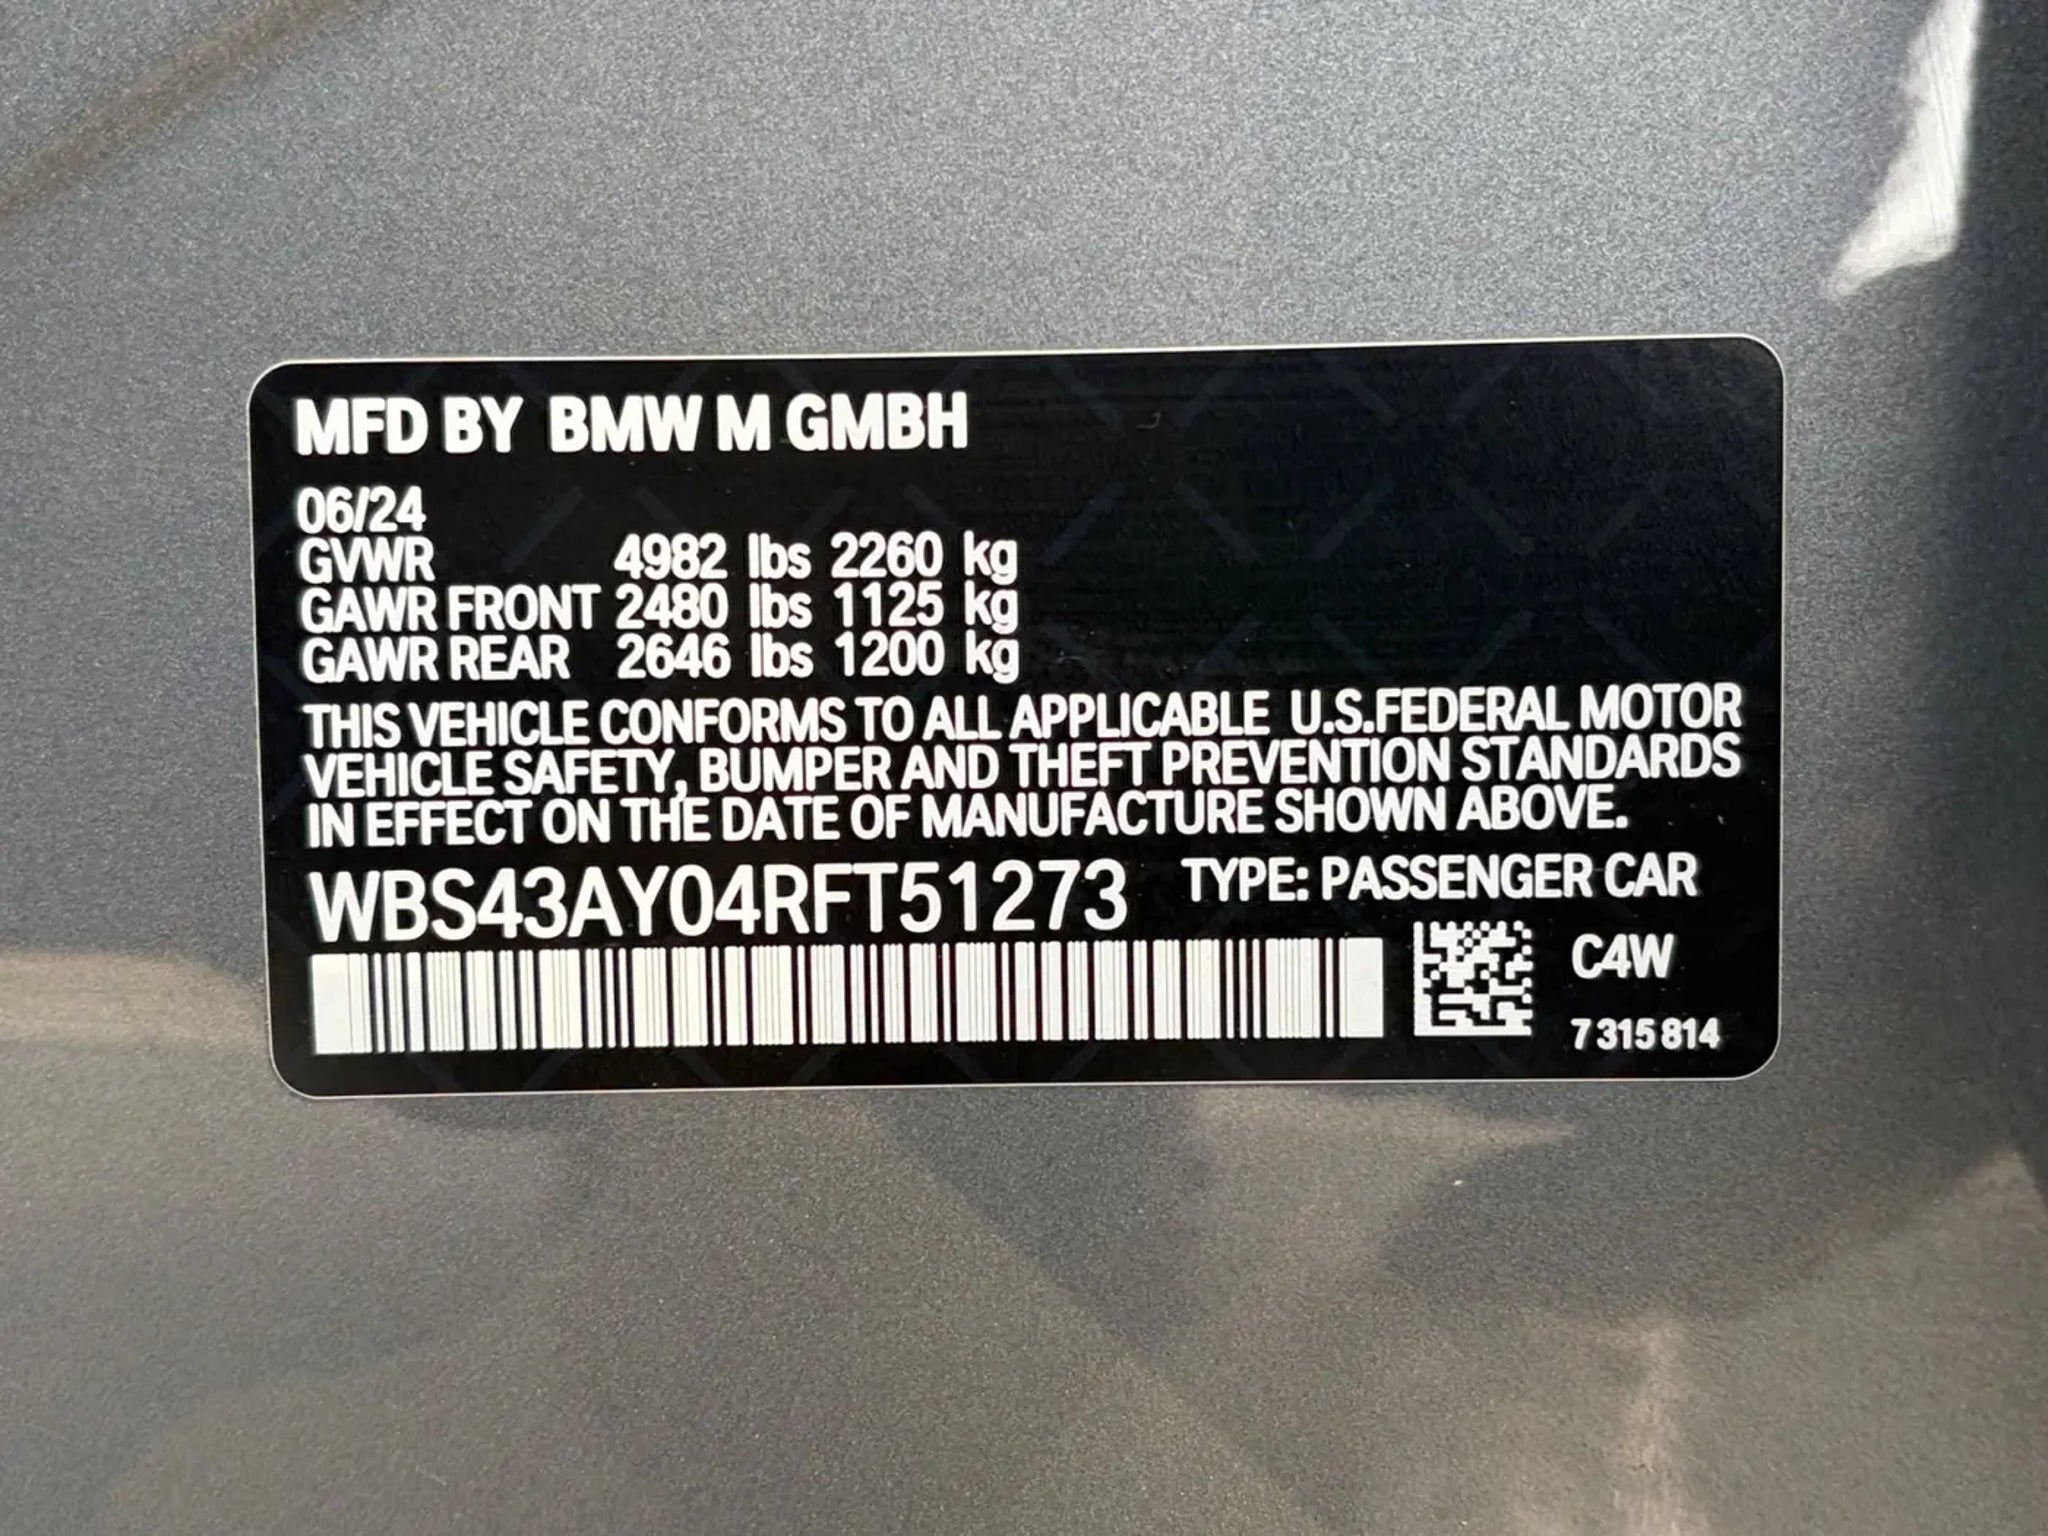 MFD BY BMW M GMBH
06/24
GVWR 4982 lbs 2260 kg
GAWR FRONT 2480 lbs 1125 kg
GAWR REAR 2646 lbs 1200 kg
THIS VEHICLE CONFORMS TO ALL APPLICABLE U.S.FEDERAL MOTOR
VEHICLE SAFETY, BUMPER AND THEFT PREVENTION STANDARDS
IN EFFECT ON THE DATE OF MANUFACTURE SHOWN ABOVE.
WBS43AY04RFT51273 TYPE: PASSENGER CAR
C4W
7 315 814